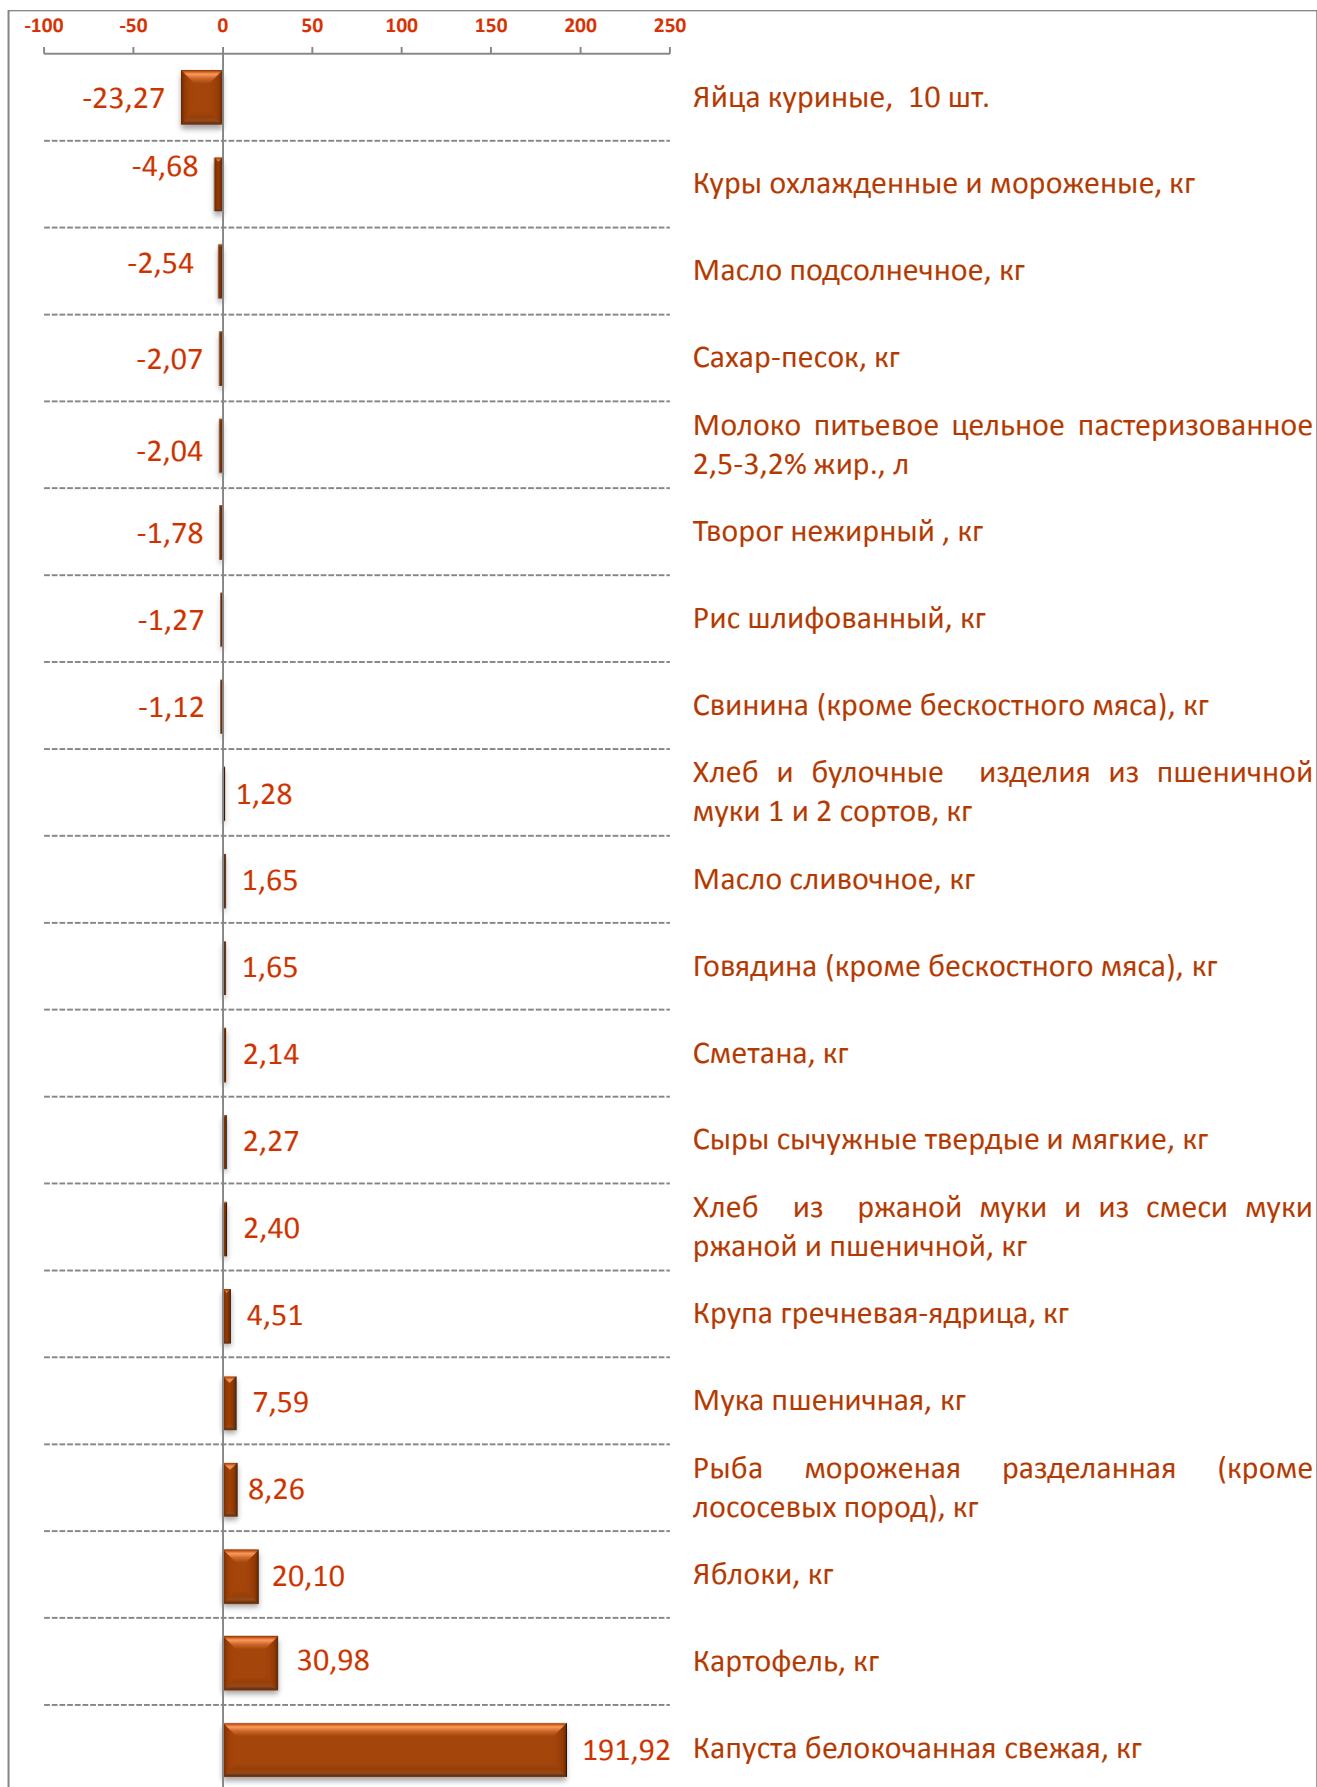 -100 -50 0 50 100 150 200 250
-23,27 Яйца куриные, 10 шт.
-4,68 Куры охлажденные и мороженые, кг
-2,54 Масло подсолнечное, кг
-2,07 Сахар-песок, кг
-2,04 Молоко питьевое цельное пастеризованное
2,5-3,2% жир., л
-1,78 Творог нежирный , кг
-1,27 Рис шлифованный, кг
-1,12 Свинина (кроме бескостного мяса), кг
1,28 Хлеб и булочные изделия из пшеничной
муки 1 и 2 сортов, кг
1,65 Масло сливочное, кг
1,65 Говядина (кроме бескостного мяса), кг
2,14 Сметана, кг
2,27 Сыры сычужные твердые и мягкие, кг
2,40 Хлеб из ржаной муки и из смеси муки
ржаной и пшеничной, кг
4,51 Крупа гречневая-ядрица, кг
7,59 Мука пшеничная, кг
8,26 Рыба мороженая разделанная (кроме
лососевых пород), кг
20,10 Яблоки, кг
30,98 Картофель, кг
191,92 Капуста белокочанная свежая, кг